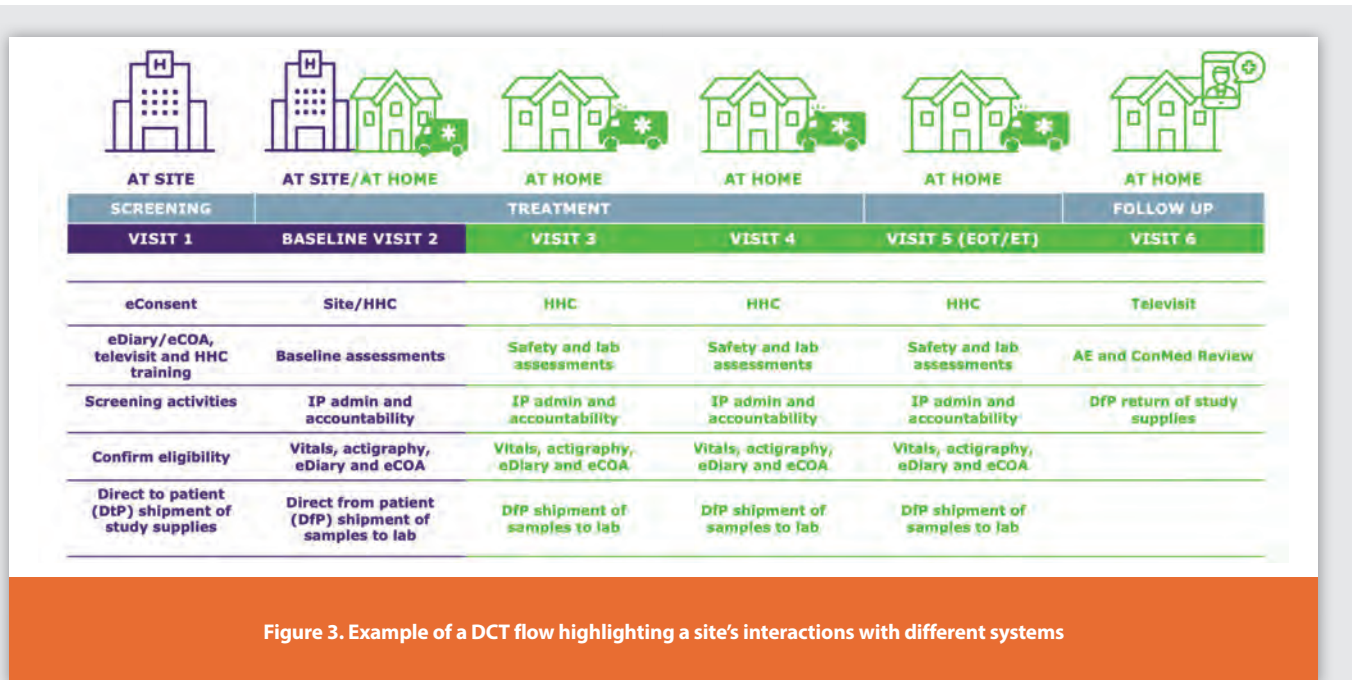 H
H
AT SITE
AT SITE/AT HOME
AT HOME
AT HOME
AT HOME
AT HOME
SCREENING
TREATMENT
FOLLOW UP
VISIT 1
BASELINE VISIT 2
VISIT 3
VISIT 4
VISIT 5 (EOT/ET)
VISIT 6
eConsent
Site/HHC
HHC
HHC
HHC
Televisit
eDiary/eCOA,
televisit and HHC
training
Baseline assessments
Safety and lab
assessments
Safety and lab
assessments
Safety and lab
assessments
AE and ConMed Review
Screening activities
IP admin and
accountability
IP admin and
accountability
IP admin and
accountability
IP admin and
accountability
DfP return of study
supplies
Confirm eligibility
Vitals, actigraphy,
eDiary and eCOA
Vitals, actigraphy,
eDiary and eCOA
Vitals, actigraphy,
eDiary and eCOA
Vitals, actigraphy,
eDiary and eCOA
Direct to patient
(DtP) shipment of
study supplies
Direct from patient
(DfP) shipment of
samples to lab
DfP shipment of
samples to lab
DfP shipment of
samples to lab
DfP shipment of
samples to lab
Figure 3. Example of a DCT flow highlighting a site's interactions with different systems